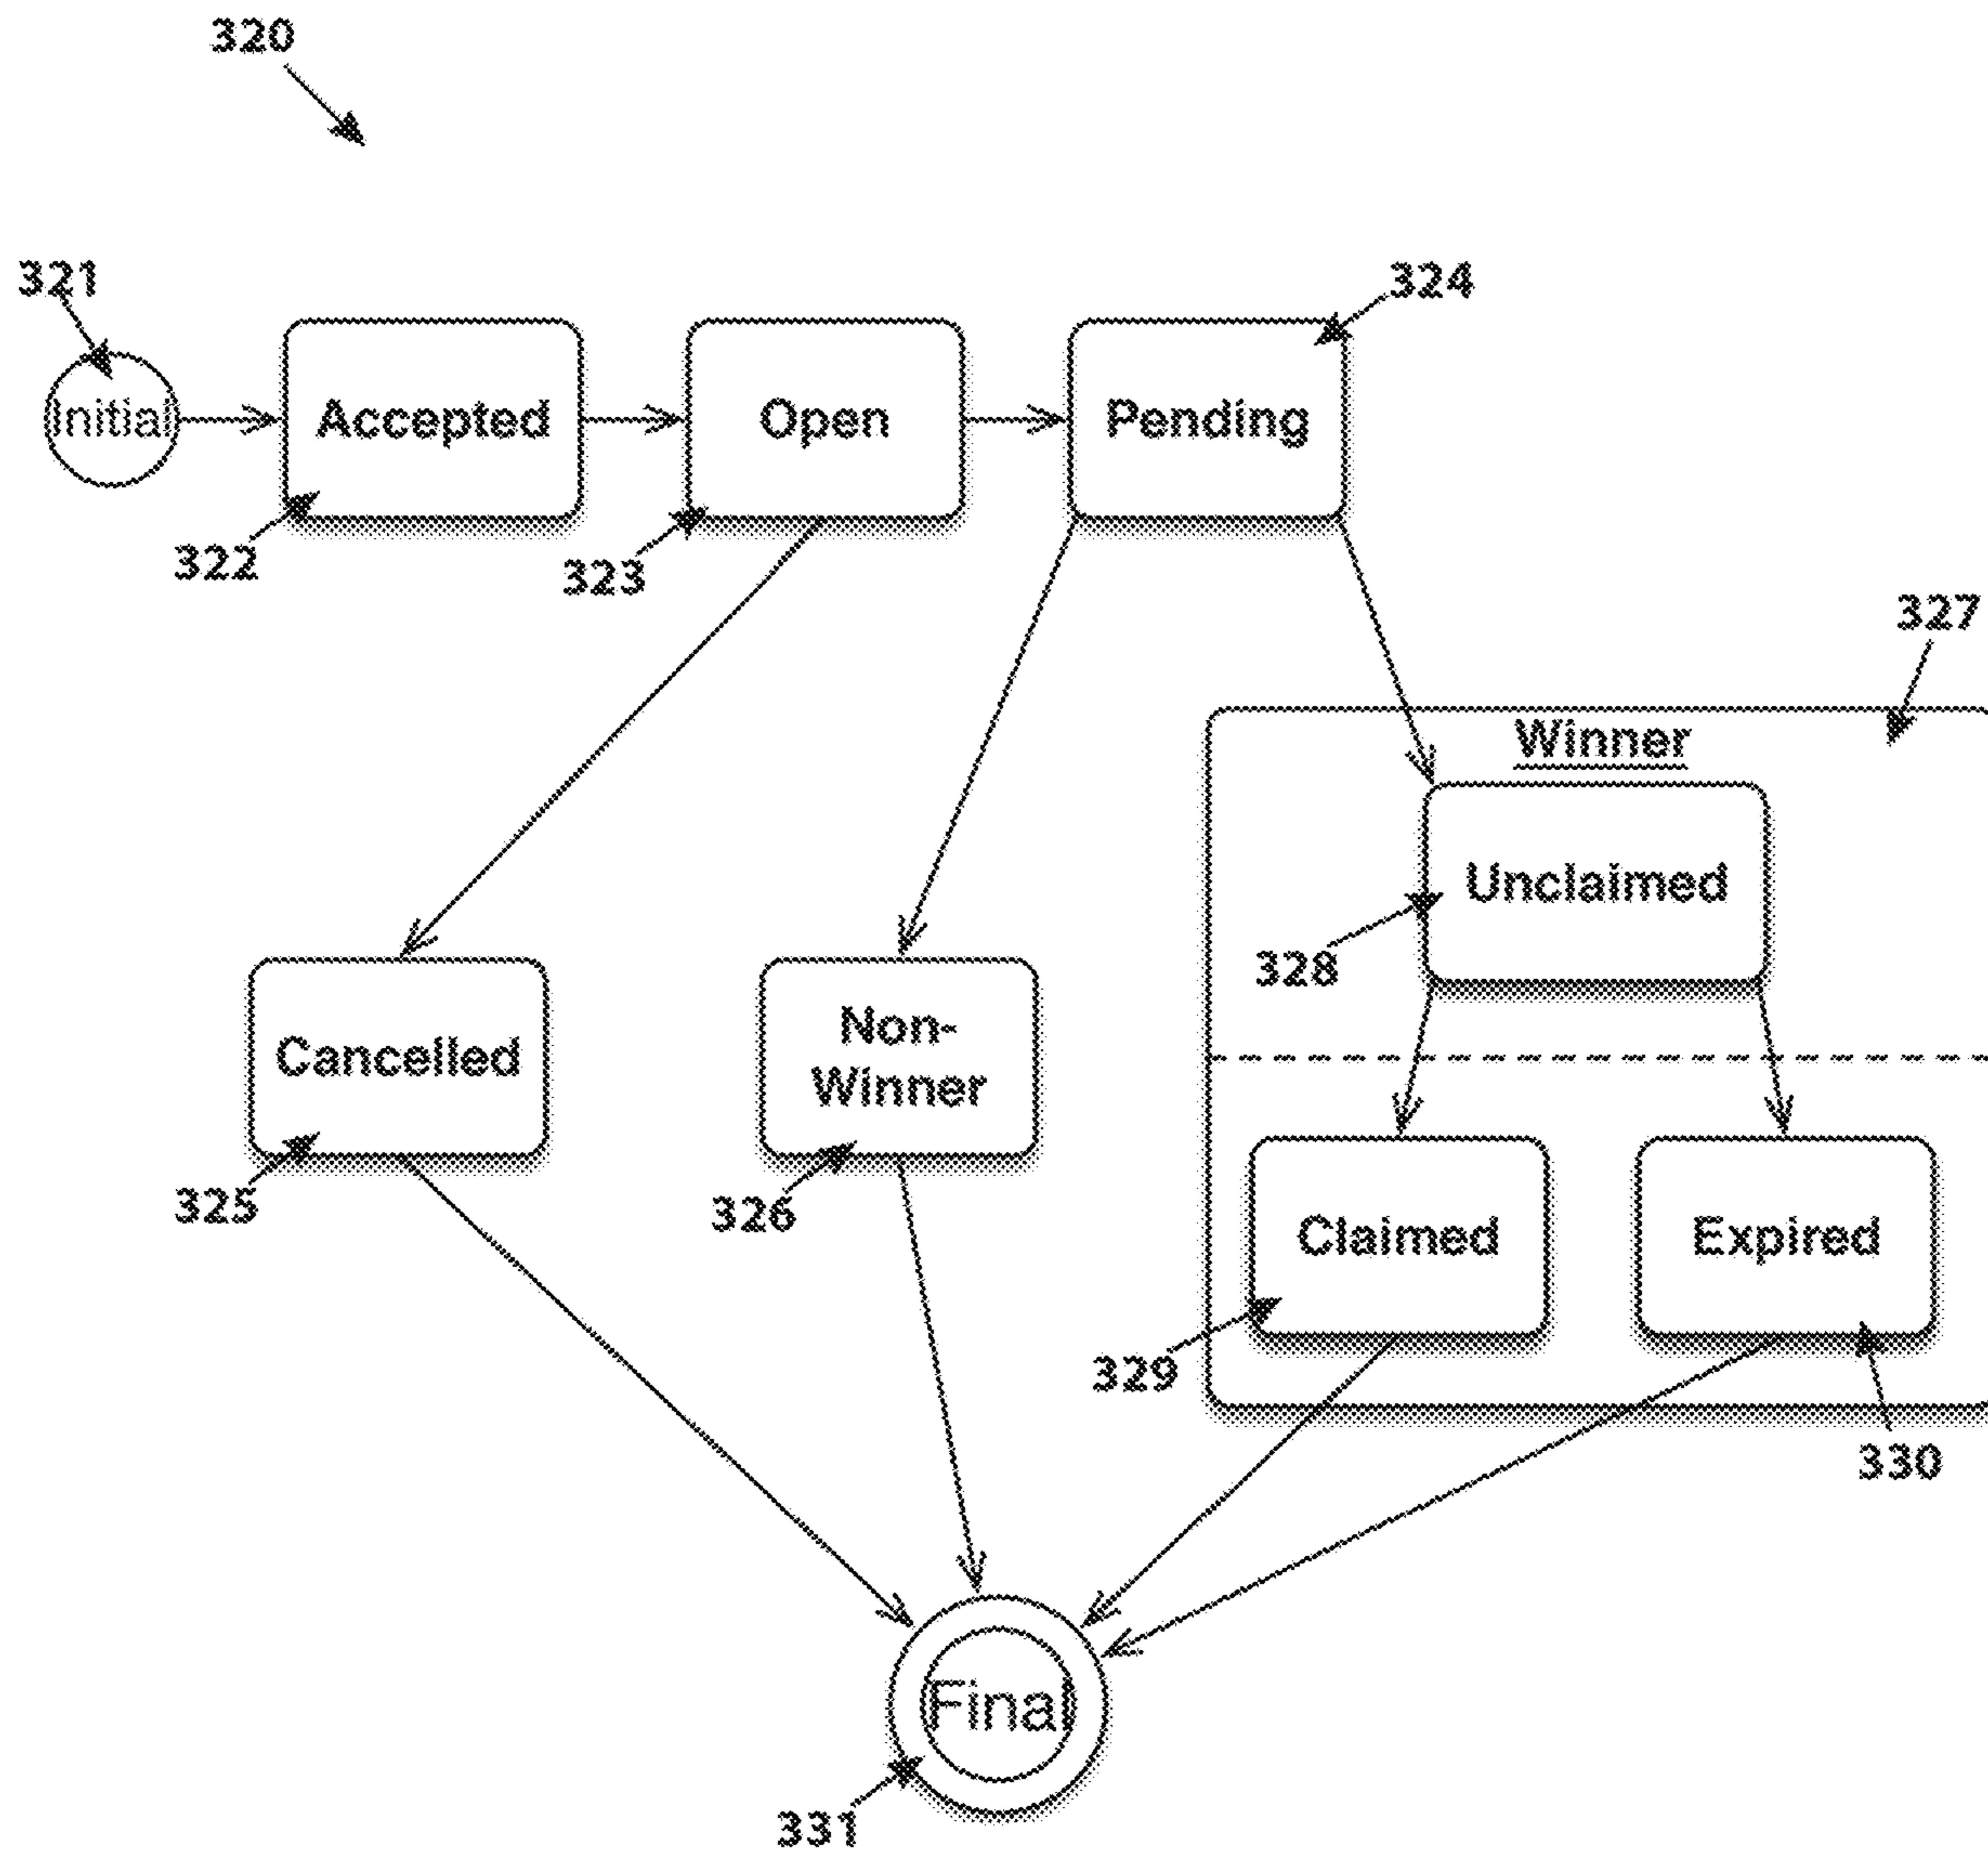 320
321
324
Initial
Accepted
Open
Pending
322
323
327
Winner
Unclaimed
328
Cancelled
Non-
Winner
325
326
Claimed
Expired
329
330
Final
331